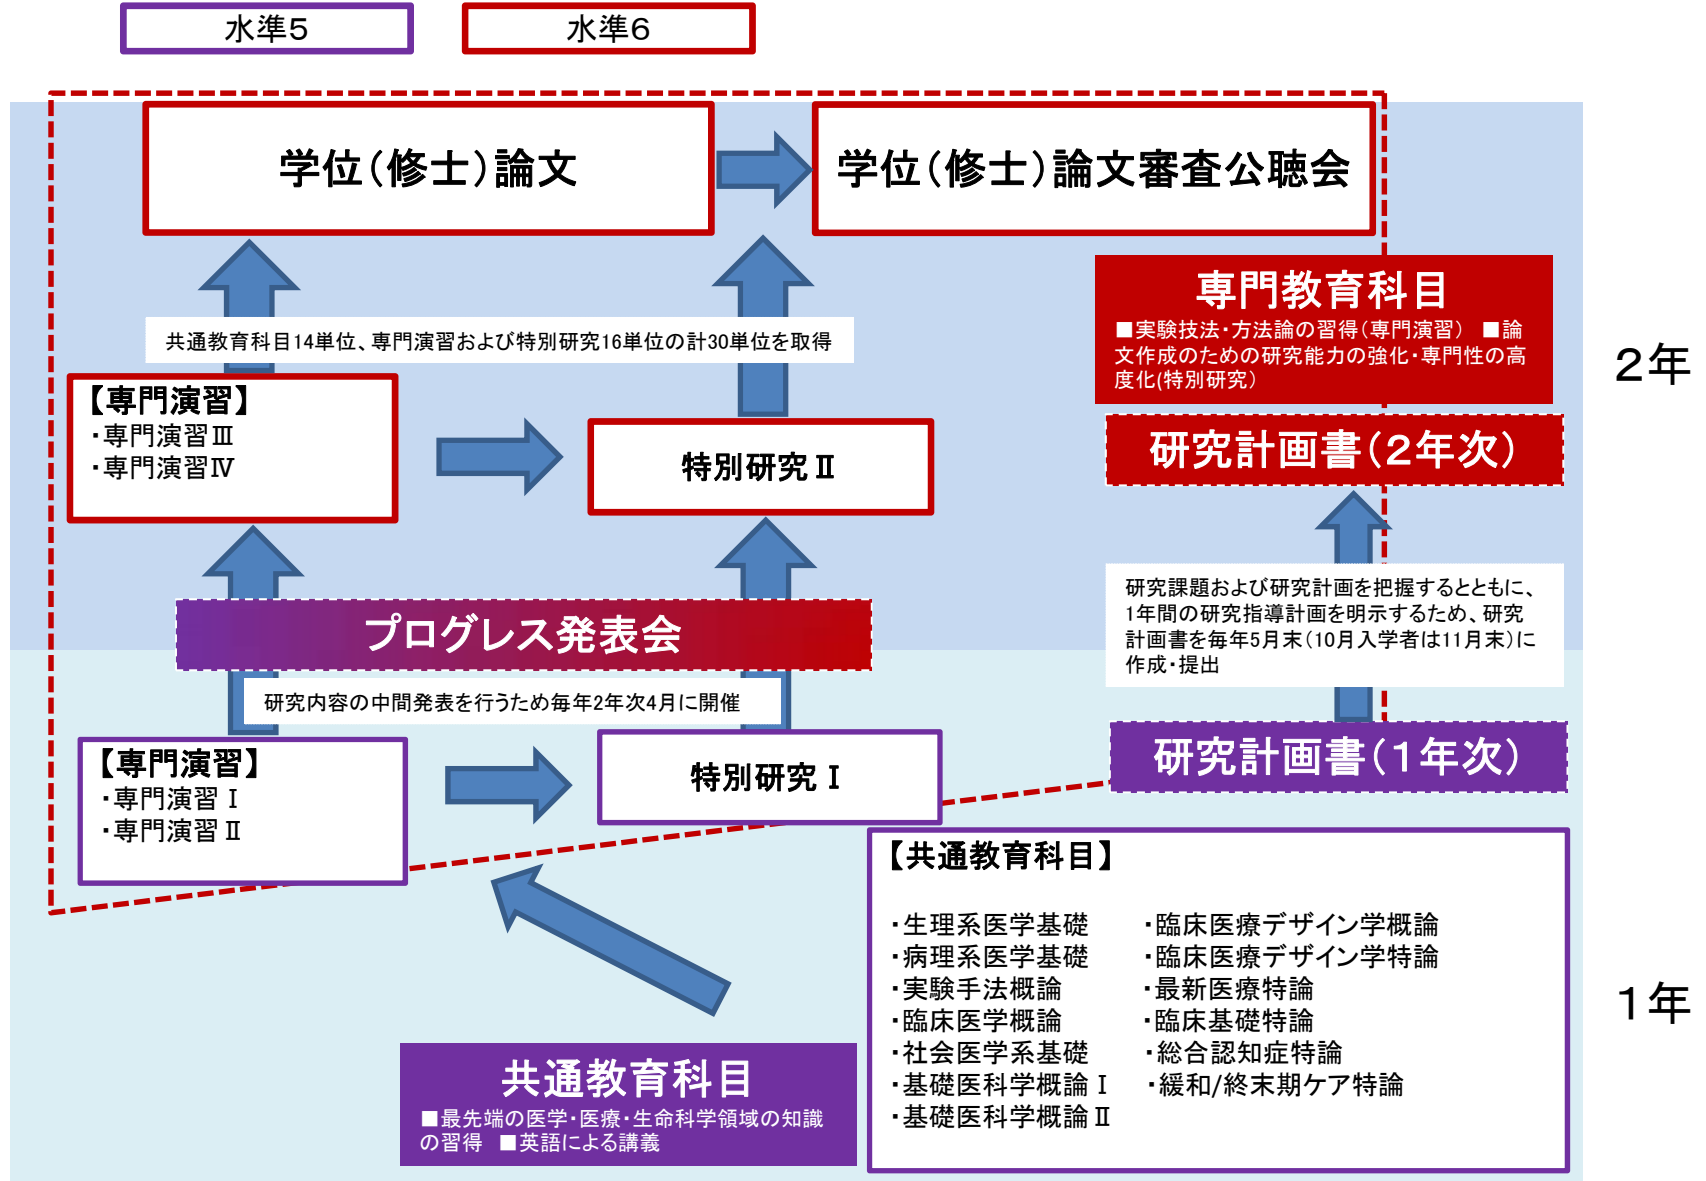 水準5
水準6
学位(修士)論文
学位(修士)論文審査公聴会
専門教育科目
■実験技法・方法論の習得(専門演習)　■論
文作成のための研究能力の強化・専門性の高
度化(特別研究)
2年
共通教育科目14単位、専門演習および特別研究16単位の計30単位を取得
【専門演習】
・専門演習Ⅲ
・専門演習Ⅳ
特別研究Ⅱ
研究計画書(2年次)
研究課題および研究計画を把握するとともに、
1年間の研究指導計画を明示するため、研究
計画書を毎年5月末(10月入学者は11月末)に
作成・提出
プログレス発表会
研究内容の中間発表を行うため毎年2年次4月に開催
【専門演習】
・専門演習Ⅰ
・専門演習Ⅱ
特別研究Ⅰ
研究計画書(1年次)
【共通教育科目】
・生理系医学基礎
・病理系医学基礎
・実験手法概論
・臨床医学概論
・社会医学系基礎
・基礎医科学概論Ⅰ
・基礎医科学概論Ⅱ
・臨床医療デザイン学概論
・臨床医療デザイン学特論
・最新医療特論
・臨床基礎特論
・総合認知症特論
・緩和/終末期ケア特論
1年
共通教育科目
■最先端の医学・医療・生命科学領域の知識
の習得　■英語による講義